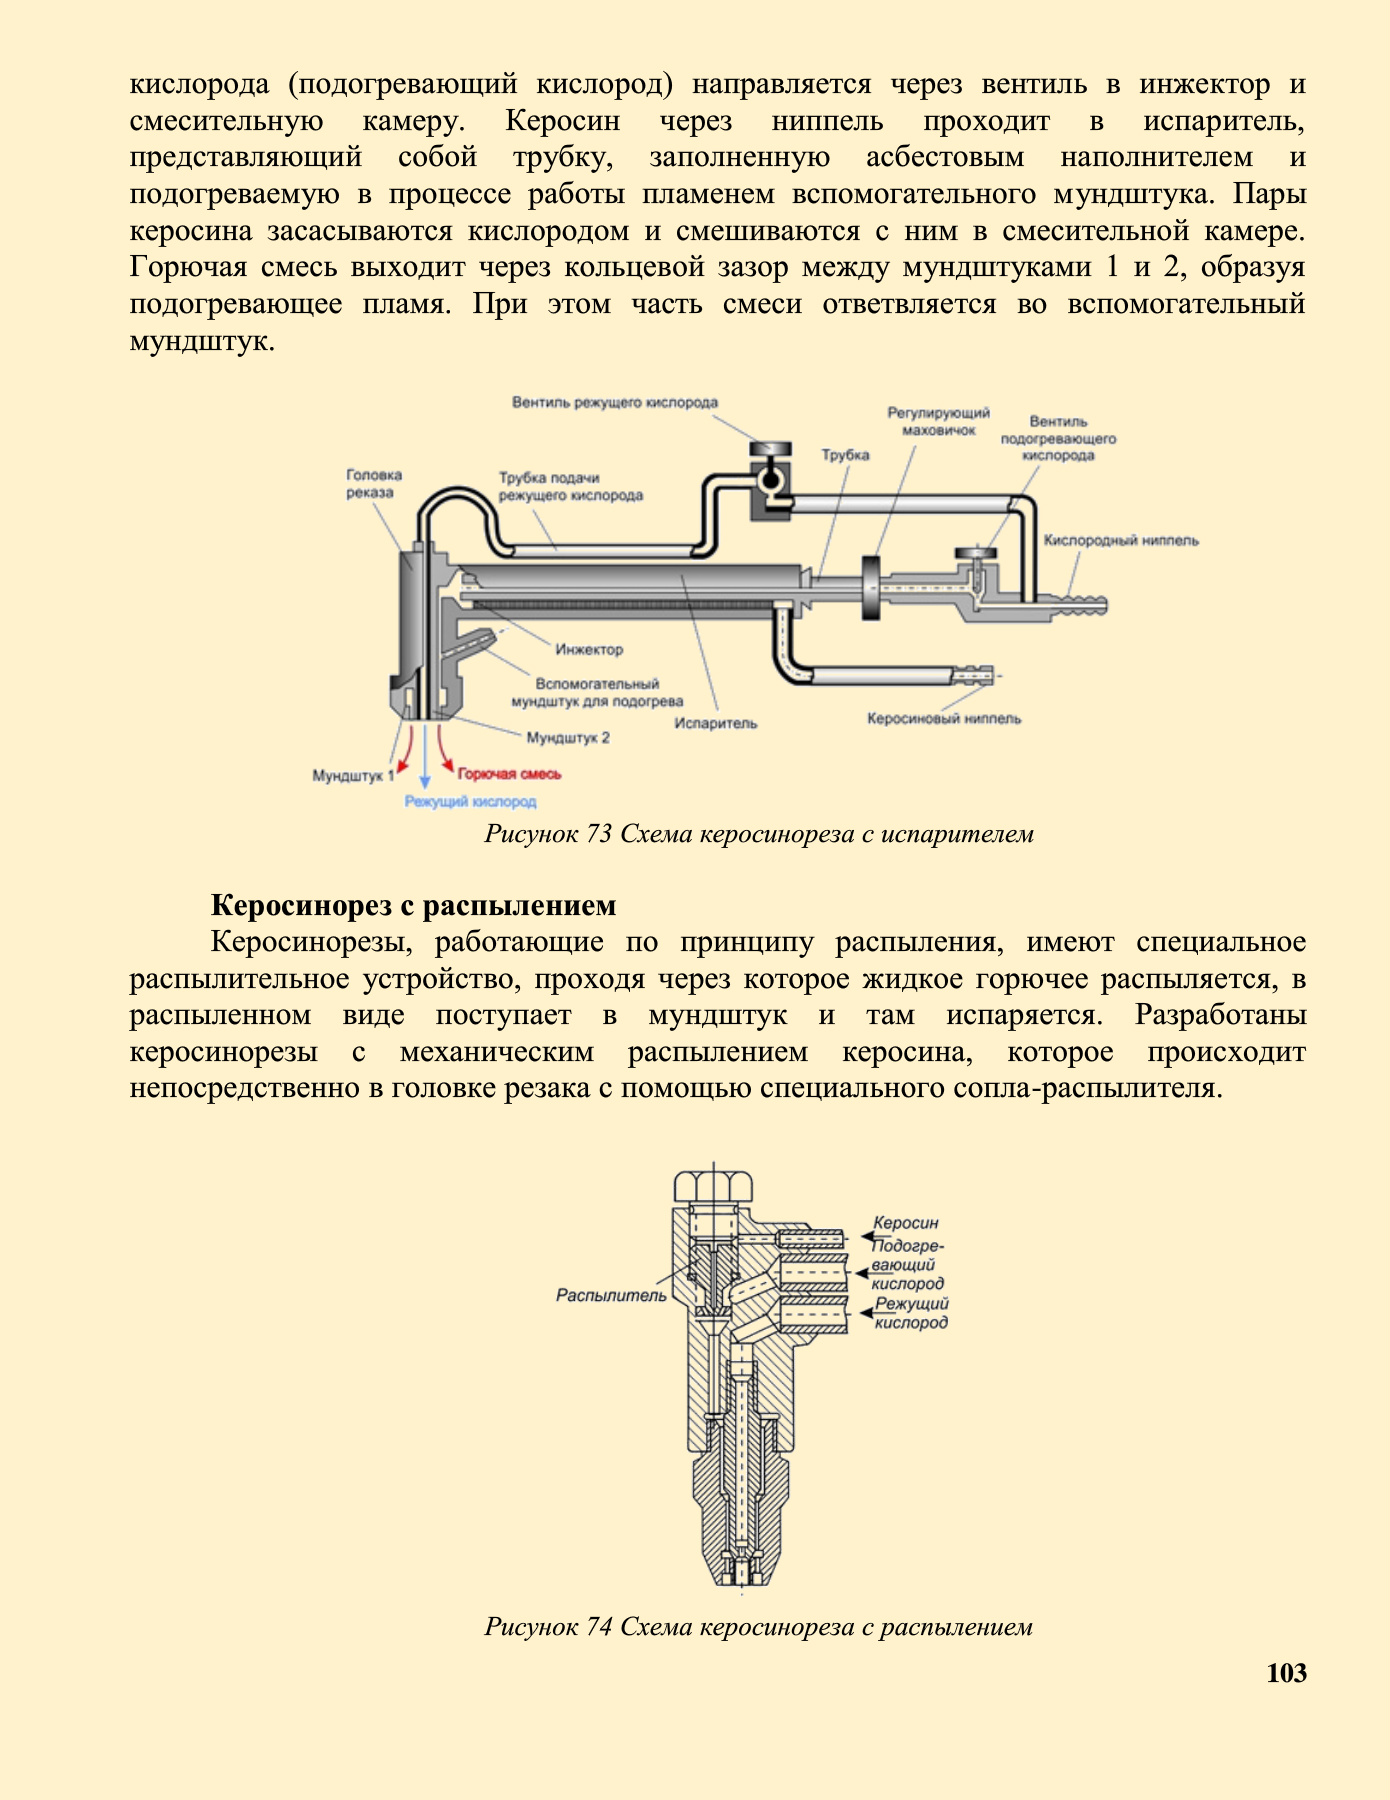 кислорода (подогревающий кислород) направляется через вентиль в инжектор и
смесительную камеру. Керосин через ниппель проходит в испаритель,
представляющий собой трубку, заполненную асбестовым наполнителем и
подогреваемую в процессе работы пламенем вспомогательного мундштука. Пары
керосина засасываются кислородом и смешиваются с ним в смесительной камере.
Горючая смесь выходит через кольцевой зазор между мундштуками 1 и 2, образуя
подогревающее пламя. При этом часть смеси ответвляется во вспомогательный
мундштук.
Вентиль режущего кислорода
Регулирующий
маховичок
Вентиль
подогревающего
кислорода
Трубка
Головка
реказа
Трубка подачи
режущего кислорода
Кислородный ниппель
Инжектор
Вспомогательный
мундштук для подогрева
Испаритель
Керосиновый ниппель
Мундштук 2
Мундштук 1
Горючая смесь
Режущий кислород
Рисунок 73 Схема керосинореза с испарителем
Керосинорез с распылением
Керосинорезы, работающие по принципу распыления, имеют специальное
распылительное устройство, проходя через которое жидкое горючее распыляется, в
распыленном виде поступает в мундштук и там испаряется. Разработаны
керосинорезы с механическим распылением керосина, которое происходит
непосредственно в головке резака с помощью специального сопла-распылителя.
Керосин
Подогре-
вающий
кислород
Режущий
кислород
Распылитель
Рисунок 74 Схема керосинореза с распылением
103